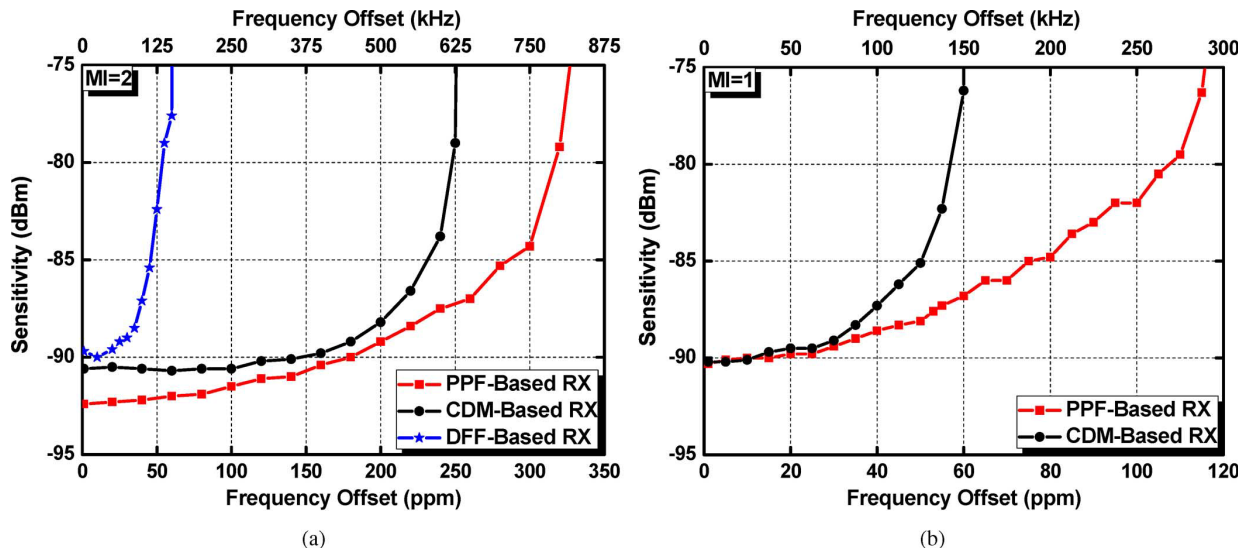 Frequency Offset (kHz)
0 125 250 375 500 625 750 875
MI=2
-75
-80
-85
-90
-95
Sensitivity (dBm)
PPF-Based RX
CDM-Based RX
DFF-Based RX
0 50 100 150 200 250 300 350
Frequency Offset (ppm)
(a)
Frequency Offset (kHz)
0 50 100 150 200 250 300
MI=1
-75
-80
-85
-90
-95
Sensitivity (dBm)
PPF-Based RX
CDM-Based RX
0 20 40 60 80 100 120
Frequency Offset (ppm)
(b)